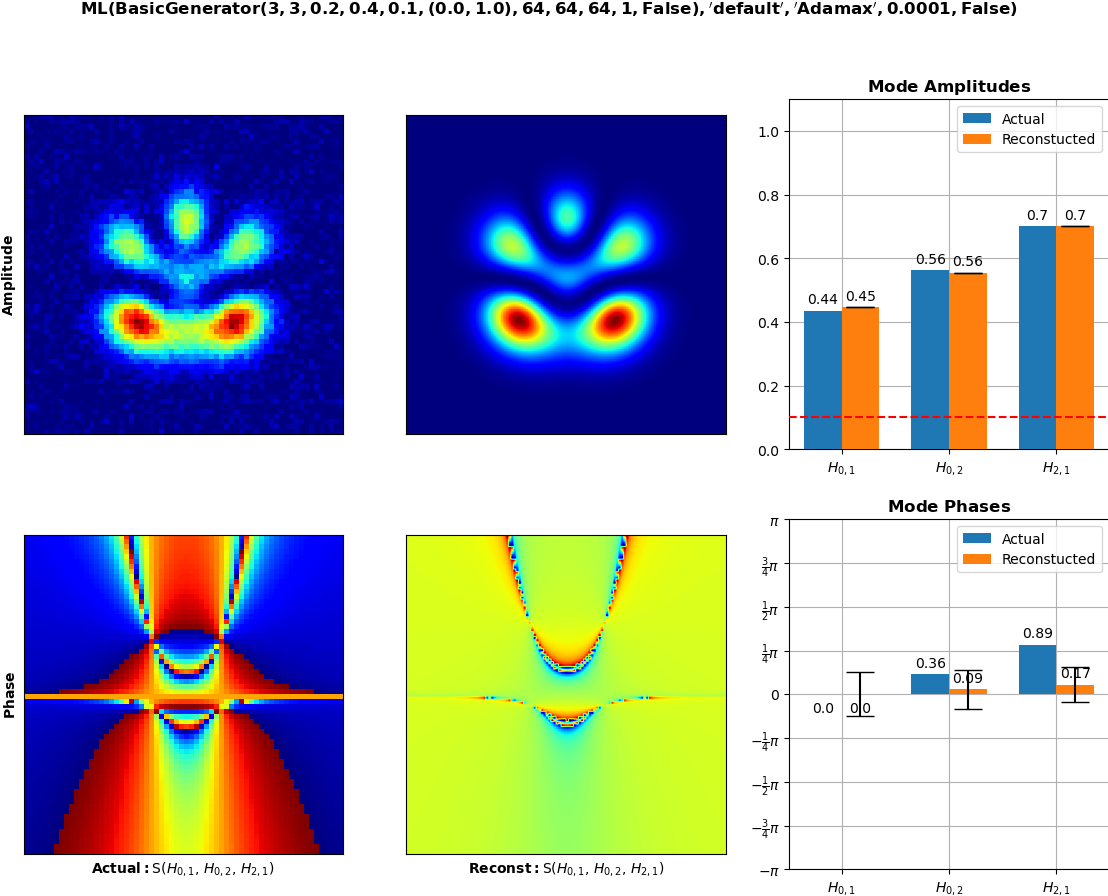 ML(BasicGenerator(3, 3, 0.2, 0.4, 0.1, (0.0, 1.0), 64, 64, 64, 1, False), ′default′, ′Adamax′, 0.0001, False)
Amplitude
Mode Amplitudes
Actual
Reconstucted
1.0
0.8
0.6
0.4
0.2
0.0
0.44
0.45
0.56
0.56
0.7
0.7
H0,1
H0,2
H2,1
Phase
Actual: S(H0,1, H0,2, H2,1)
Reconst: S(H0,1, H0,2, H2,1)
Mode Phases
Actual
Reconstucted
π
3/4π
1/2π
1/4π
0
−1/4π
−1/2π
−3/4π
−π
0.0
0.0
0.36
0.09
0.89
0.17
H0,1
H0,2
H2,1